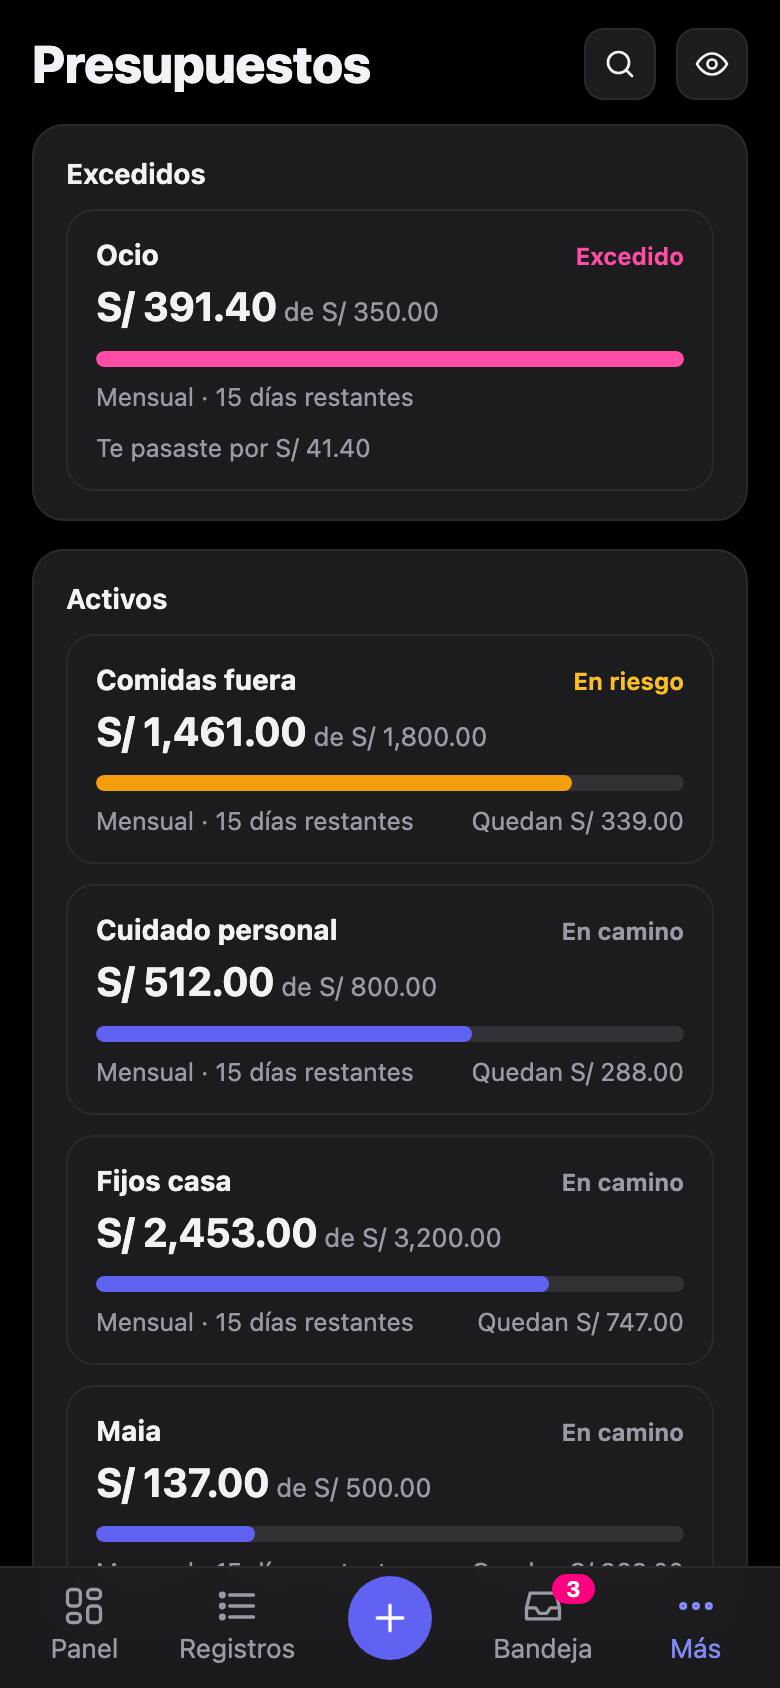 Presupuestos
Excedidos
Ocio
Excedido
S/ 391.40 de S/ 350.00
Mensual · 15 días restantes
Te pasaste por S/ 41.40
Activos
Comidas fuera
En riesgo
S/ 1,461.00 de S/ 1,800.00
Mensual · 15 días restantes
Quedan S/ 339.00
Cuidado personal
En camino
S/ 512.00 de S/ 800.00
Mensual · 15 días restantes
Quedan S/ 288.00
Fijos casa
En camino
S/ 2,453.00 de S/ 3,200.00
Mensual · 15 días restantes
Quedan S/ 747.00
Maia
En camino
S/ 137.00 de S/ 500.00
3
Panel
Registros
Bandeja
Más